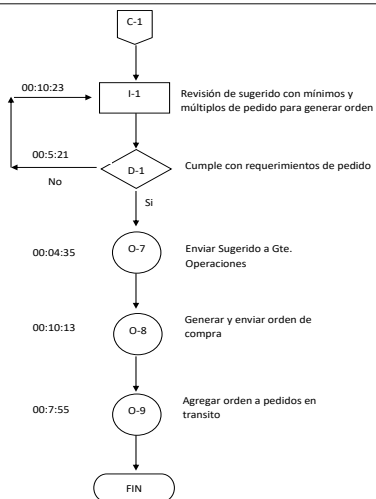 C-1
00:10:23
I-1
Revisión de sugerido con mínimos y
múltiplos de pedido para generar orden
00:5:21
D-1
Cumple con requerimientos de pedido
No
Si
00:04:35
O-7
Enviar Sugerido a Gte.
Operaciones
00:10:13
O-8
Generar y enviar orden de
compra
00:7:55
O-9
Agregar orden a pedidos en
transito
FIN